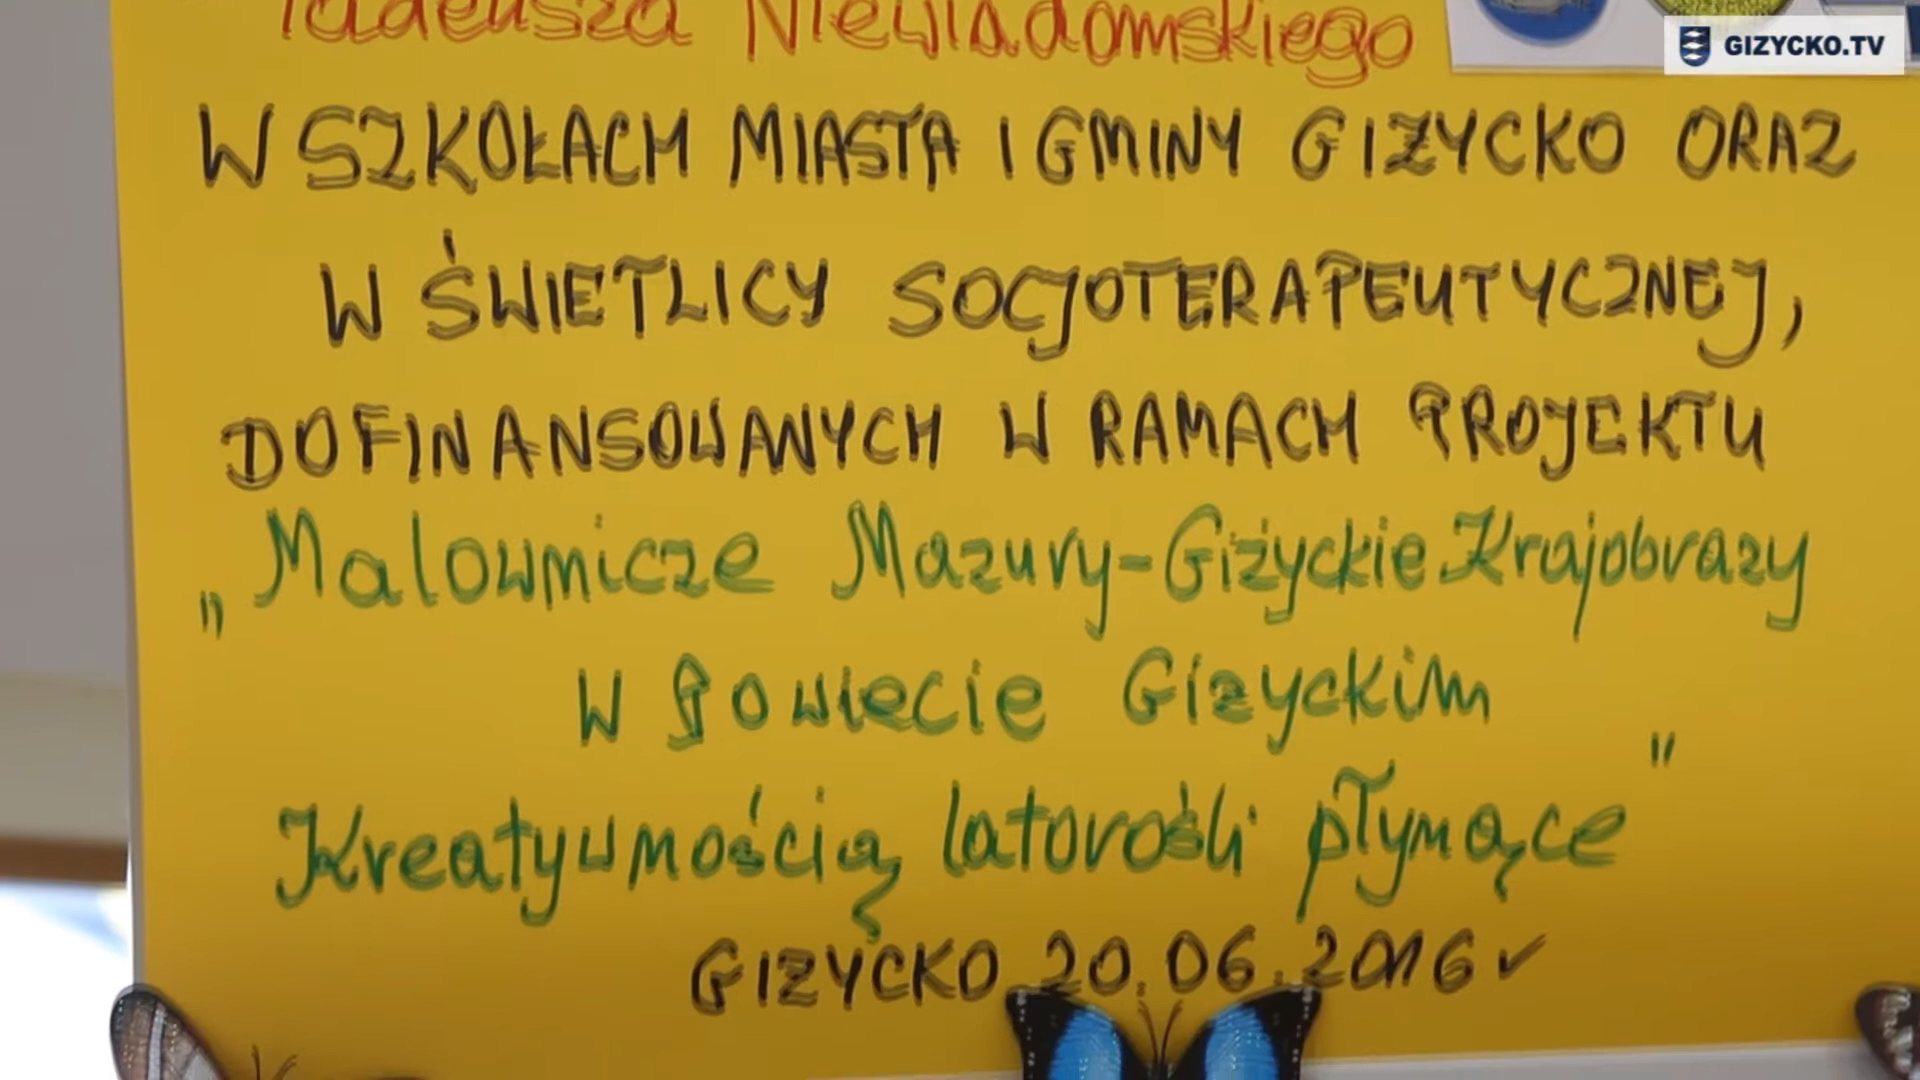 Tadeusza Niewiadomskiego
GIZYCKO.TV
W SZKOŁACH MIASTA I GMINY GIŻYCKO ORAZ
W ŚWIETLICY SOCJOTERAPEUTYCZNEJ,
DOFINANSOWANYCH W RAMACH PROJEKTU
„Malownicze Mazury-Giżyckie Krajobrazy
w Powiecie Giżyckim
Kreatywnością latorośli płynące"
GIŻYCKO 20.06.2016